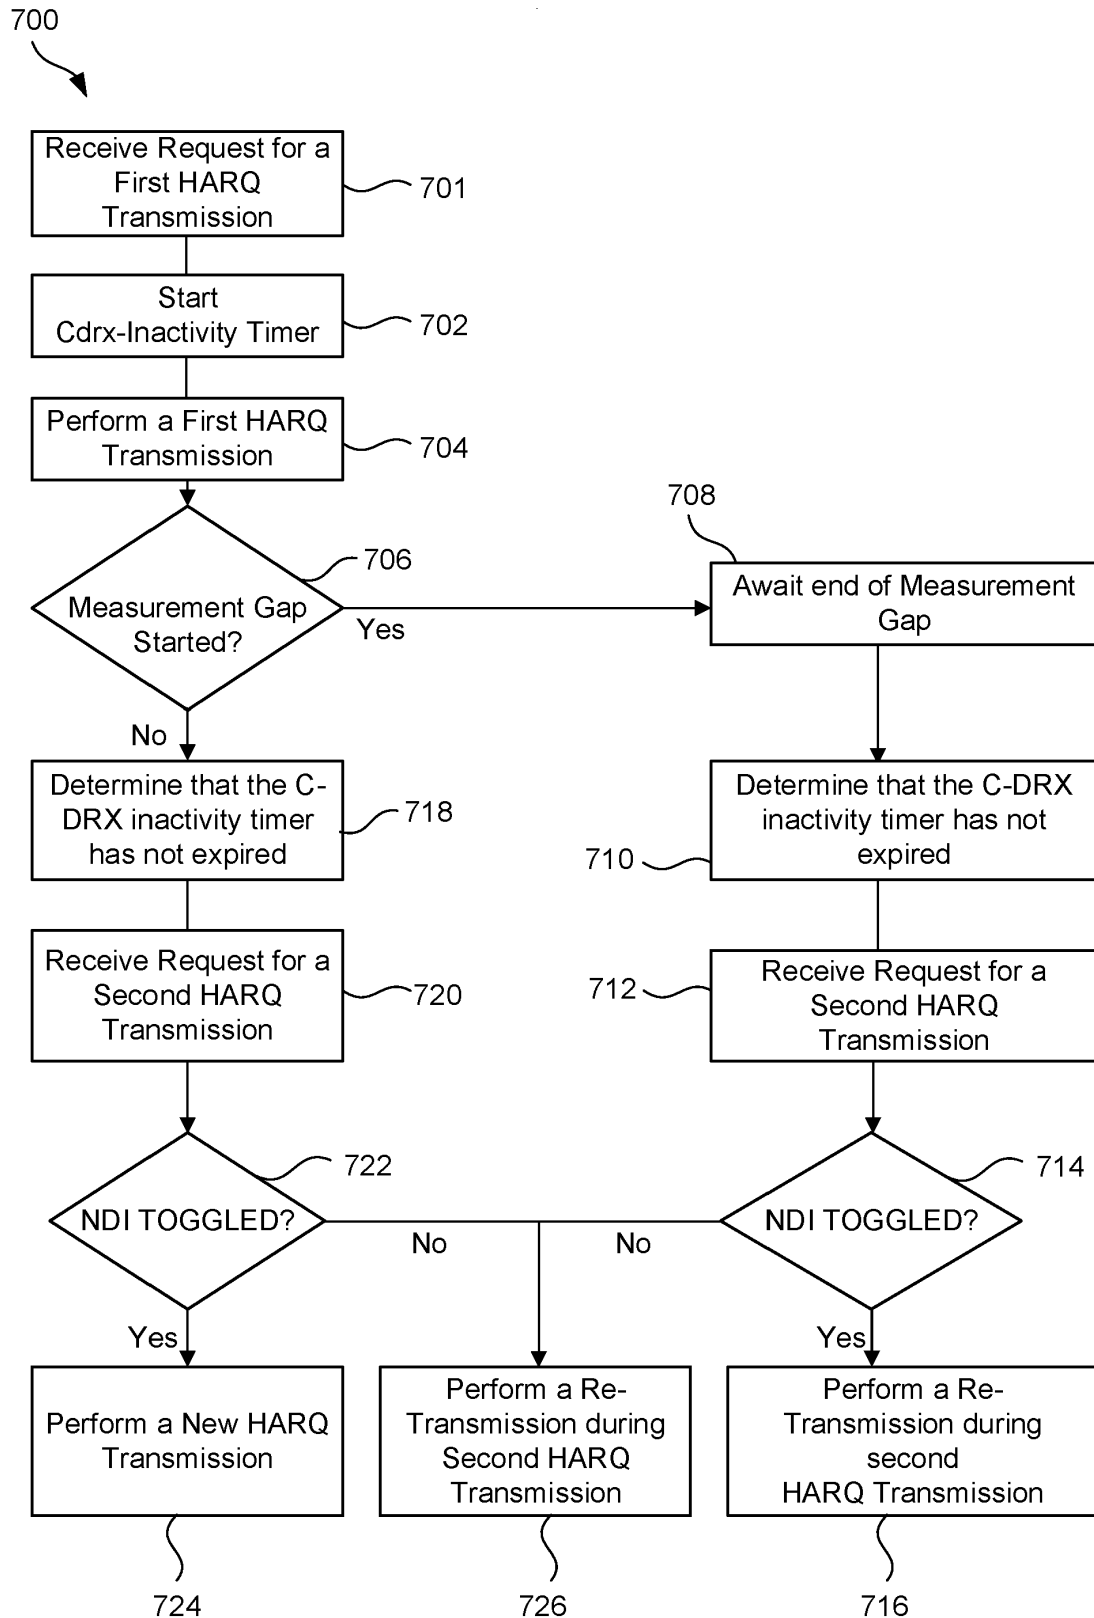 700
Receive Request for a
First HARQ
Transmission
701
Start
Cdrx-Inactivity Timer
702
Perform a First HARQ
Transmission
704
706
Measurement Gap
Started?
Yes
No
708
Await end of Measurement
Gap
Determine that the C-
DRX inactivity timer
has not expired
718
Determine that the C-DRX
inactivity timer has not
expired
710
Receive Request for a
Second HARQ
Transmission
720
Receive Request for a
Second HARQ
Transmission
712
722
NDI TOGGLED?
No
Yes
714
NDI TOGGLED?
No
Yes
Perform a New HARQ
Transmission
724
Perform a Re-
Transmission during
Second HARQ
Transmission
726
Perform a Re-
Transmission during
second
HARQ Transmission
716